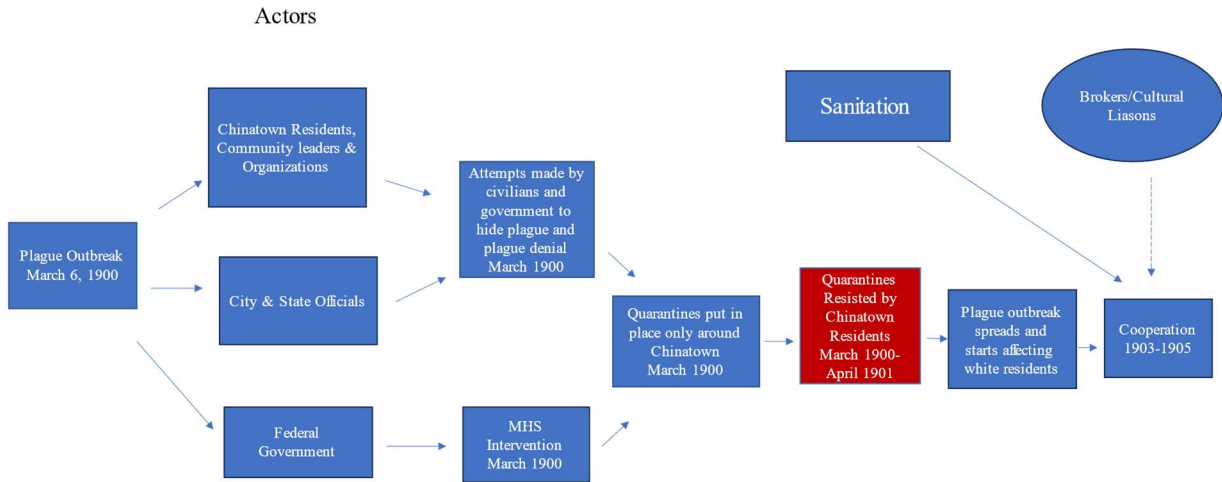 Actors
Chinatown Residents,
Community leaders &
Organizations
Sanitation
Brokers/Cultural
Liasons
Attempts made by
civilians and
government to
hide plague and
plague denial
March 1900
Plague Outbreak
March 6, 1900
City & State Officials
Quarantines put in
place only around
Chinatown
March 1900
Quarantines
Resisted by
Chinatown
Residents
March 1900-
April 1901
Plague outbreak
spreads and
starts affecting
white residents
Cooperation
1903-1905
Federal
Government
MHS
Intervention
March 1900